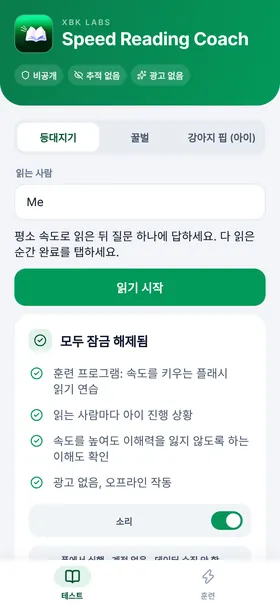 XBK LABS
Speed Reading Coach
비공개
추적 없음
광고 없음
등대지기
꿀벌
강아지 핍 (아이)
읽는 사람
Me
평소 속도로 읽은 뒤 질문 하나에 답하세요. 다 읽은
순간 완료를 탭하세요.
읽기 시작
모두 잠금 해제됨
훈련 프로그램: 속도를 키우는 플래시
읽기 연습
읽는 사람마다 아이 진행 상황
속도를 높여도 이해력을 잃지 않도록 하는
이해도 확인
광고 없음, 오프라인 작동
소리
테스트
훈련